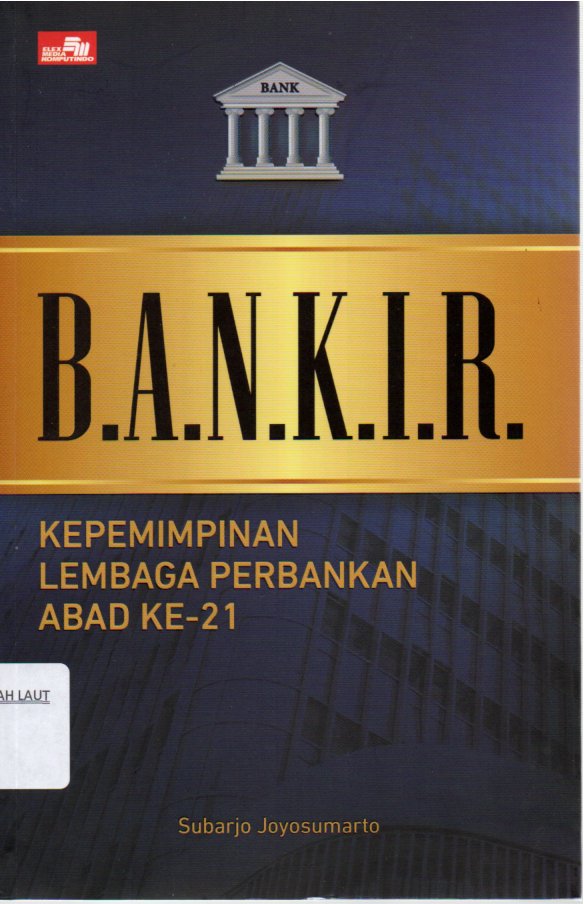 ELEX
MEDIA
KOMPUTINDO
BANK
B.A.N.K.I.R.
KEPEMIMPINAN
LEMBAGA PERBANKAN
ABAD KE-21
AH LAUT
Subarjo Joyosumarto